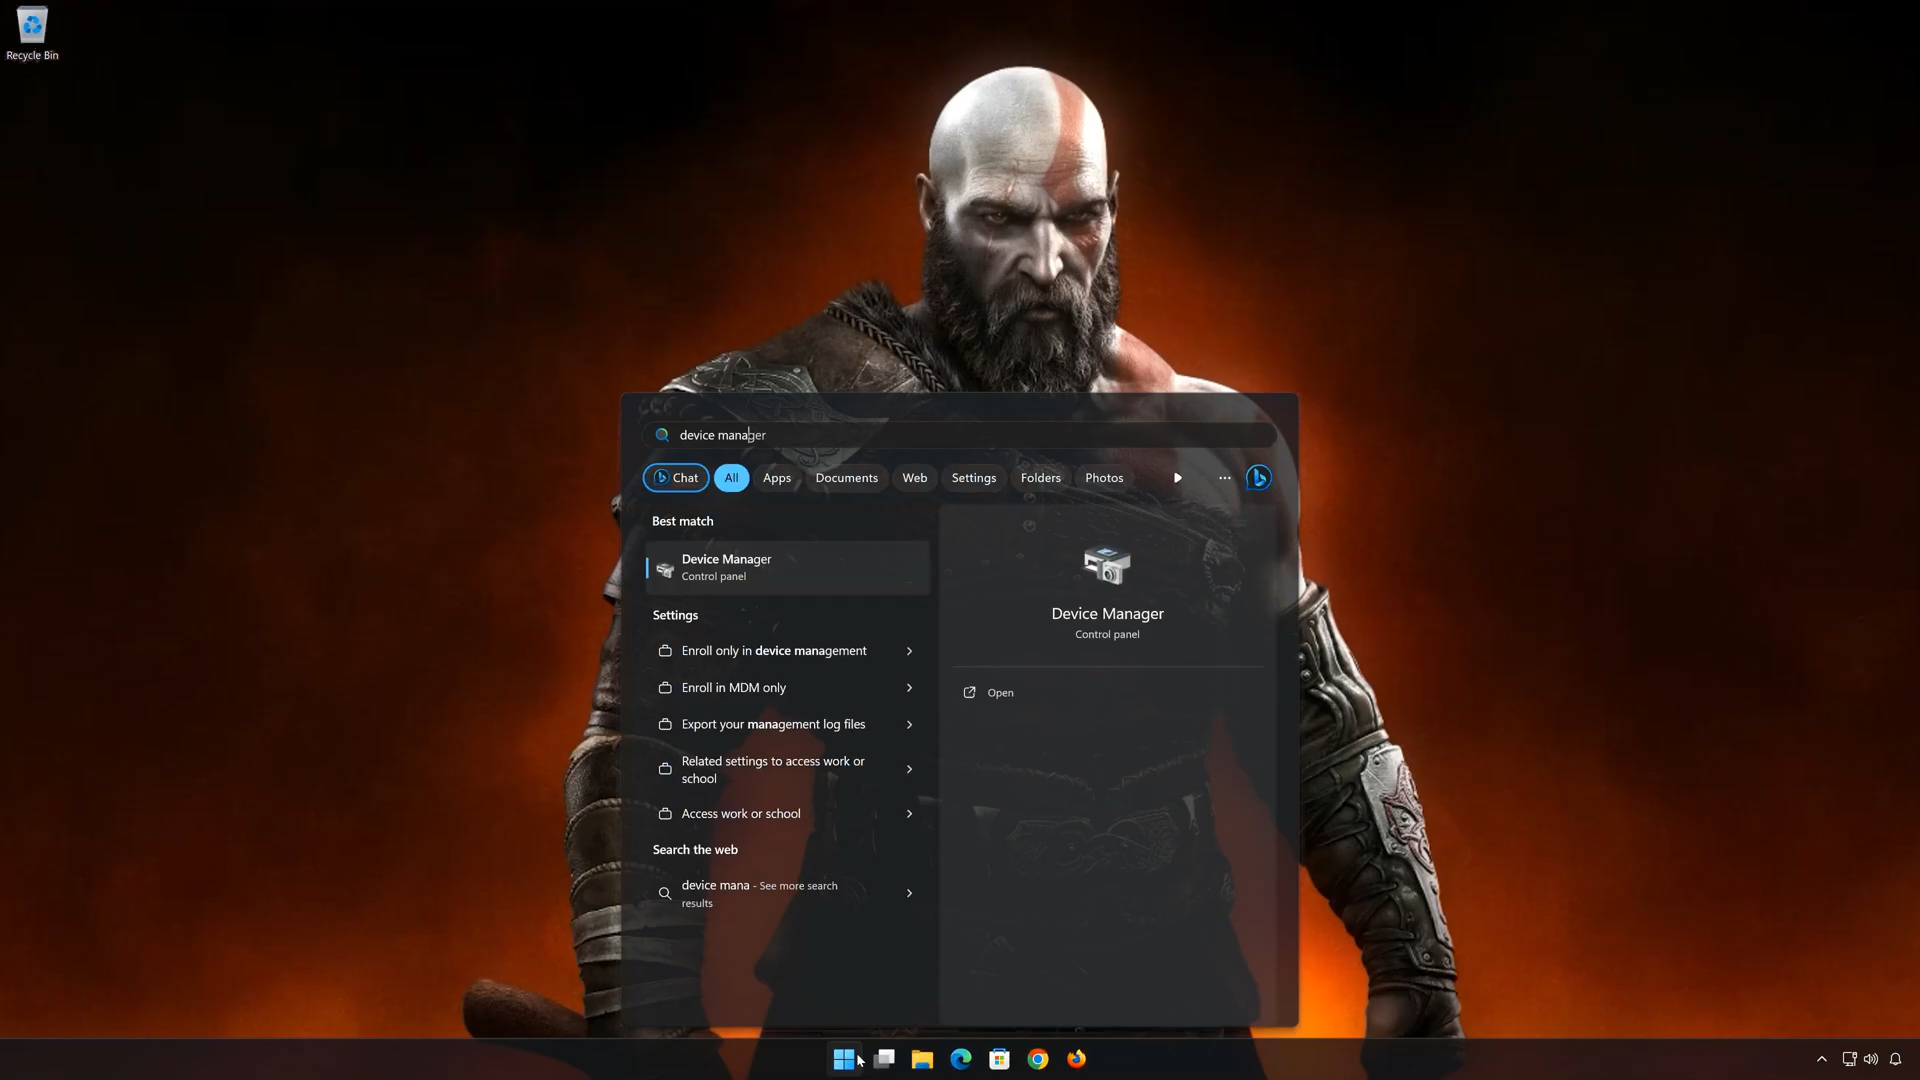 Recycle Bin
device manager
Chat
All
Apps
Documents
Web
Settings
Folders
Photos
Best match
Device Manager
Control panel
Settings
Enroll only in device management
Enroll in MDM only
Export your management log files
Related settings to access work or
school
Access work or school
Search the web
device mana - See more search
results
Device Manager
Control panel
Open